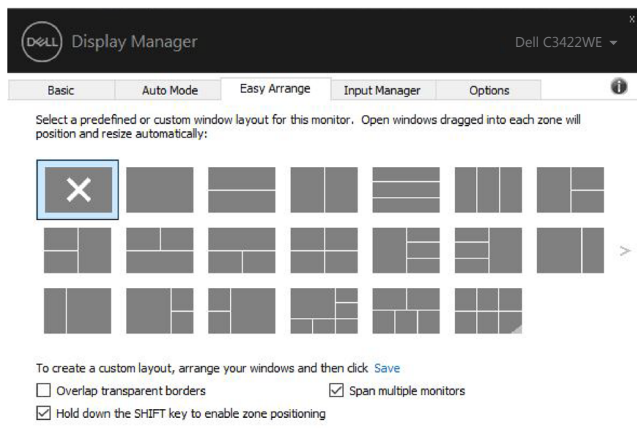 x
DELL Display Manager Dell C3422WE
Basic Auto Mode Easy Arrange Input Manager Options
Select a predefined or custom window layout for this monitor. Open windows dragged into each zone will
position and resize automatically:
To create a custom layout, arrange your windows and then click Save
Overlap transparent borders Span multiple monitors
Hold down the SHIFT key to enable zone positioning